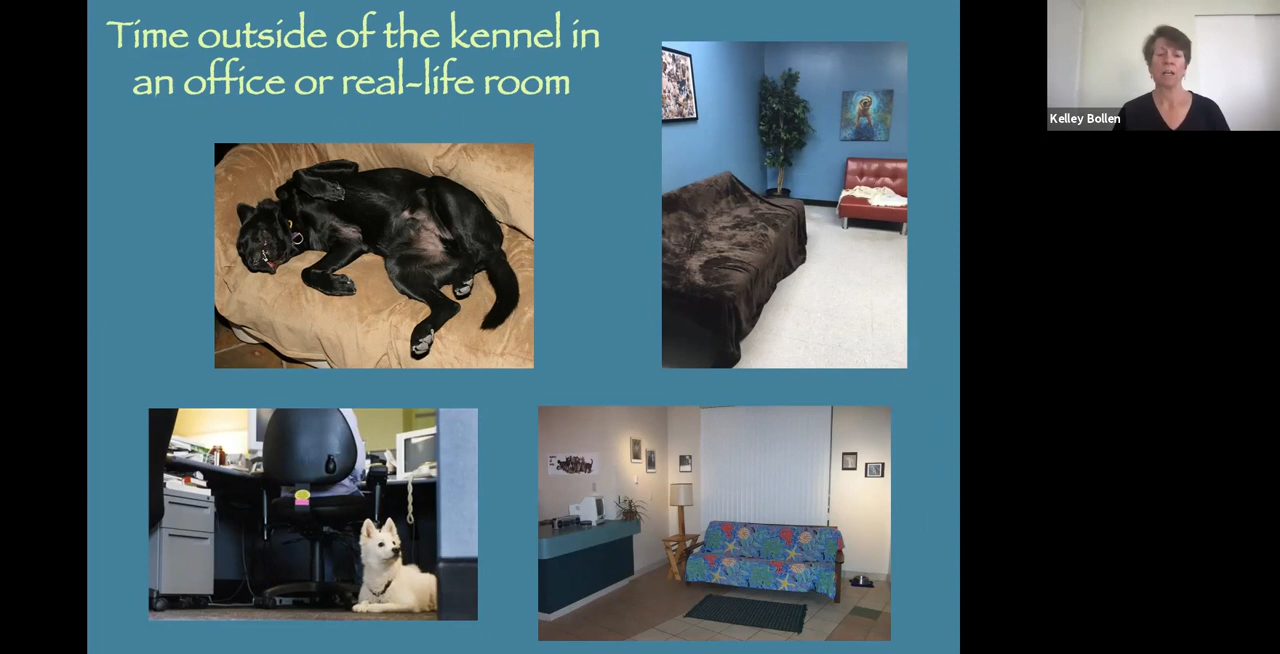 Time outside of the kennel in
an office or real-life room
Kelley Bollen